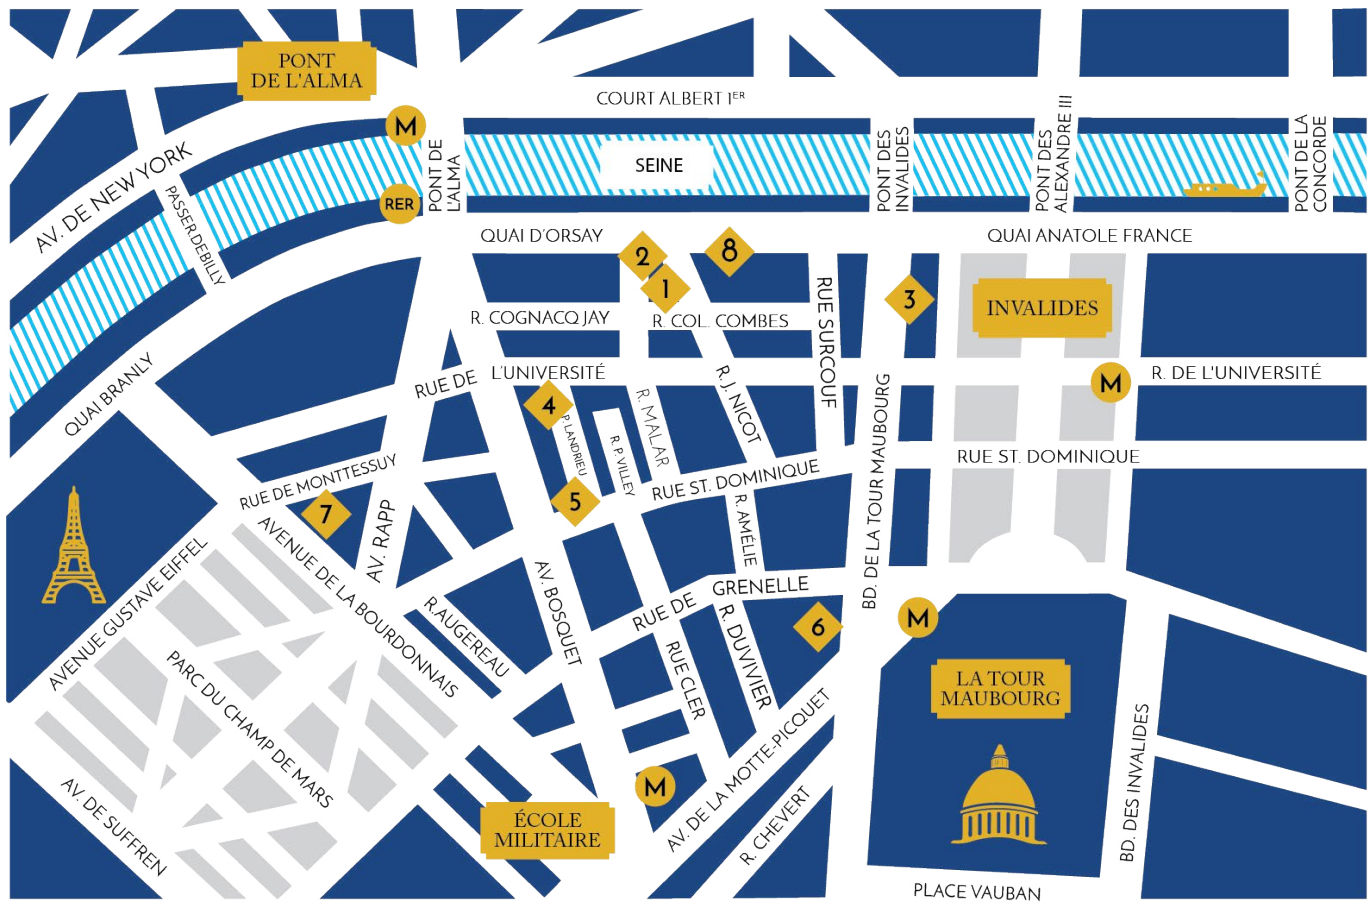 PONT
DE L'ALMA
COURT ALBERT 1ER
M
AV. DE NEW YORK
PASSER.DEBILLY
RER
PONT DE
L'ALMA
SEINE
PONT DES
INVALIDES
PONT DES
ALEXANDRE III
PONT DE LA
CONCORDE
QUAI D'ORSAY
2
8
1
3
QUAI ANATOLE FRANCE
INVALIDES
R. COGNACQ JAY
R. COL. COMBES
RUE SURCOUF
QUAI BRANLY
RUE DE
L'UNIVERSITÉ
M
R. DE L'UNIVERSITÉ
4
P. LANDRIEU
R. P. VILLEY
R. MALAR
R. J. NICOT
BD. DE LA TOUR MAUBOURG
RUE ST. DOMINIQUE
RUE ST. DOMINIQUE
RUE DE MONTTESSUY
7
5
AV. RAPP
R. AMÉLIE
AVENUE GUSTAVE EIFFEL
AVENUE DE LA BOURDONNAIS
AV. BOSQUET
RUE DE
GRENELLE
R.AUGEREAU
6
M
R. DUVIVIER
RUE CLER
PARC DU CHAMP DE MARS
LA TOUR
MAUBOURG
AV. DE SUFFREN
M
ÉCOLE
MILITAIRE
AV. DE LA MOTTE-PICQUET
R. CHEVERT
BD. DES INVALIDES
PLACE VAUBAN